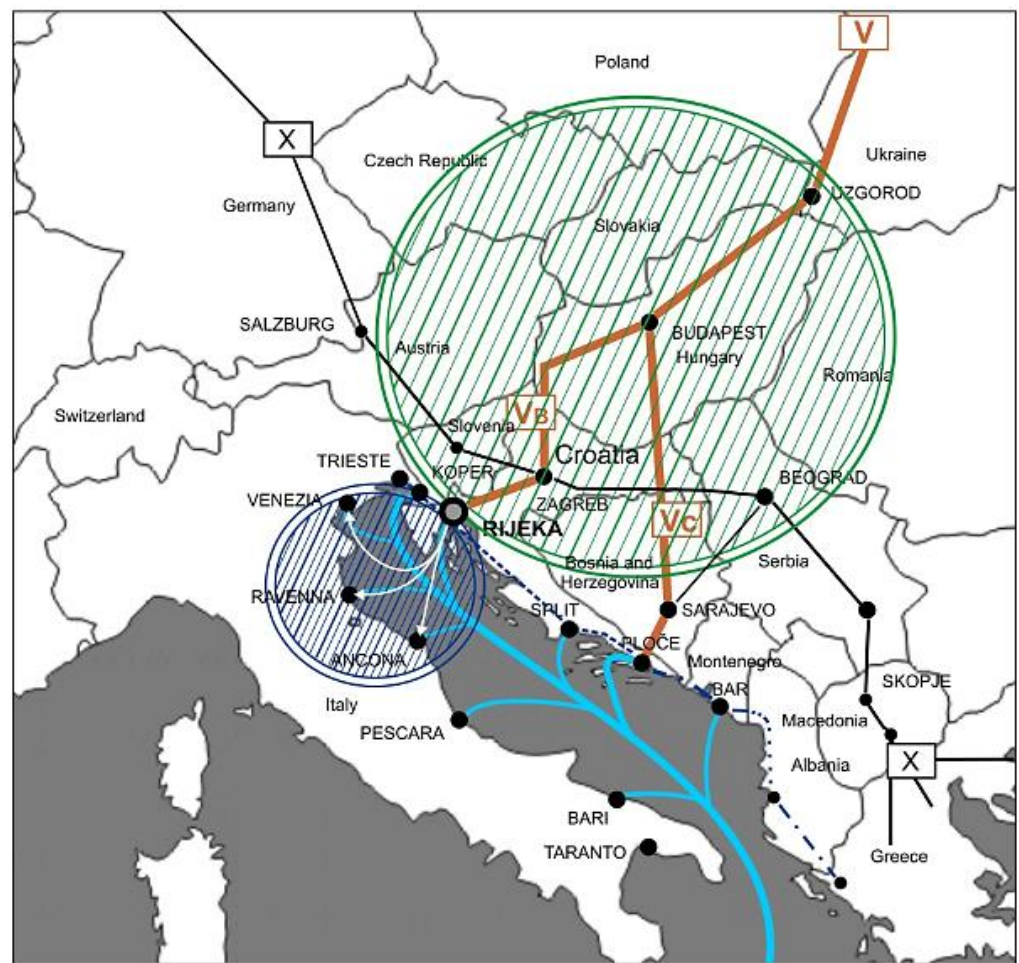 V
Poland
X
Ukraine
Czech Republic
UZGOROD
Germany
Slovakia
SALZBURG
BUDAPEST
Austria
Hungary
Romania
Switzerland
VB
Slovenia
Croatia
TRIESTE
KOPER
BEOGRAD
VENEZIA
ZAGREB
VC
RIJEKA
Serbia
Bosnia and
Herzegovina
RAVENNA
SPLIT
SARAJEVO
PLOČE
ANCONA
Montenegro
SKOPJE
BAR
Italy
Macedonia
PESCARA
X
Albania
BARI
TARANTO
Greece